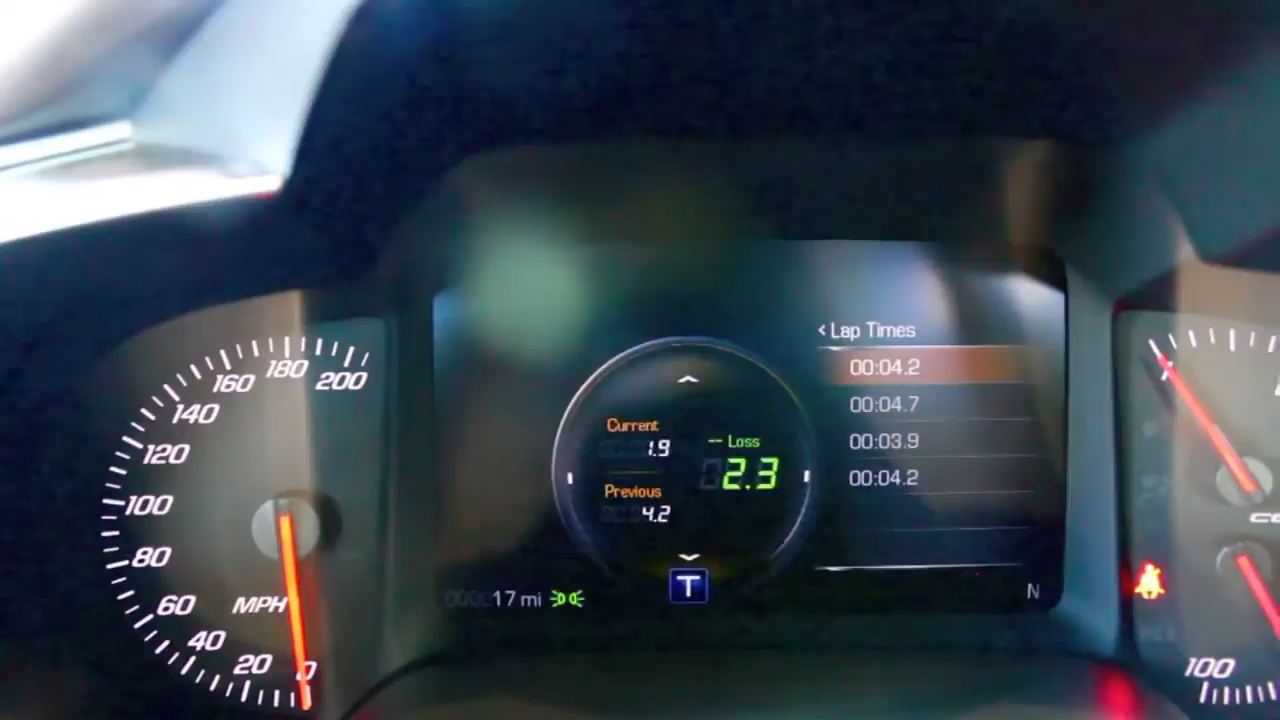 180
160
200
140
120
100
80
60
MPH
40
20
0
< Lap Times
00:04.2
00:04.7
00:03.9
00:04.2
Current
1.9
-- Loss
2.3
Previous
4.2
T
17 mi
N
100